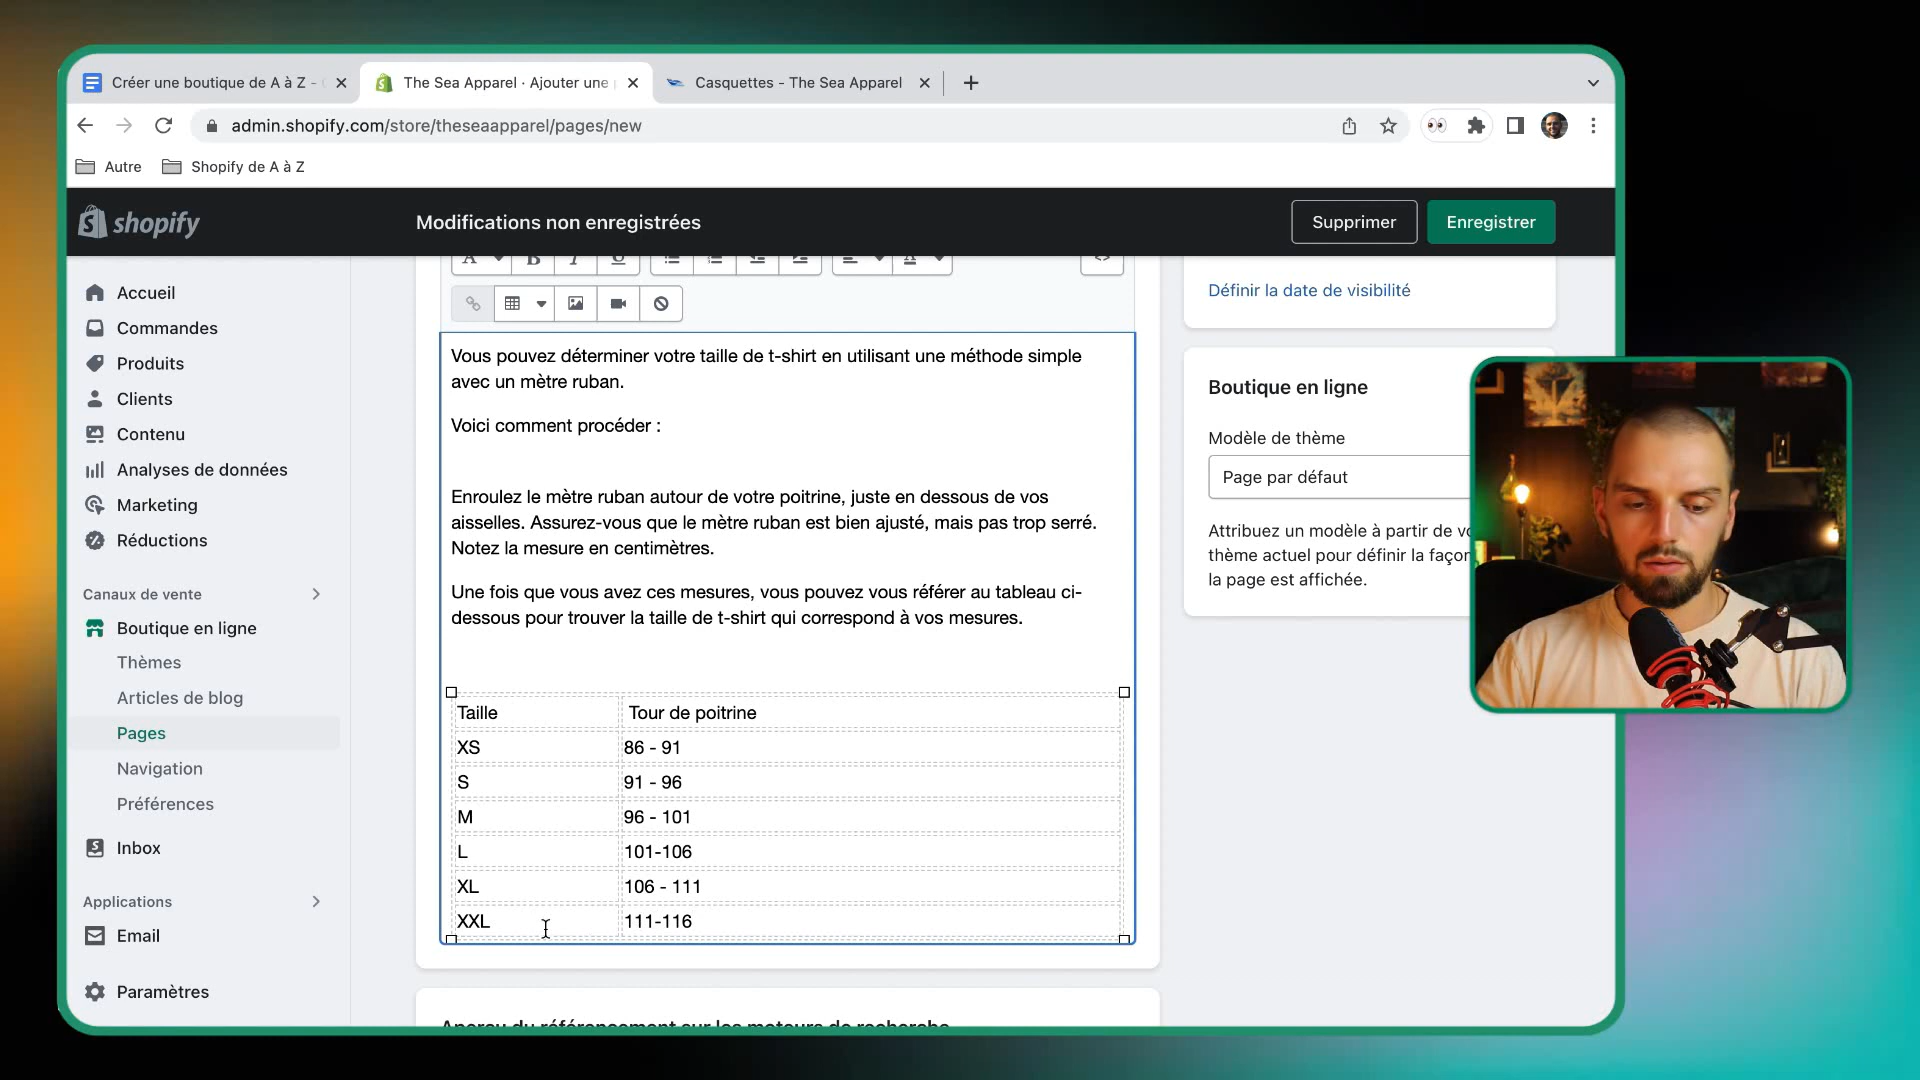 Créer une boutique de A à Z -
The Sea Apparel · Ajouter une
Casquettes - The Sea Apparel
admin.shopify.com/store/theseaapparel/pages/new
Autre
Shopify de A à Z
shopify
Modifications non enregistrées
Supprimer
Enregistrer
Accueil
Commandes
Produits
Clients
Contenu
Analyses de données
Marketing
Réductions
Canaux de vente
Boutique en ligne
Thèmes
Articles de blog
Pages
Navigation
Préférences
Inbox
Applications
Email
Paramètres
A B I U
A
<>
Vous pouvez déterminer votre taille de t-shirt en utilisant une méthode simple
avec un mètre ruban.
Voici comment procéder :
Enroulez le mètre ruban autour de votre poitrine, juste en dessous de vos
aisselles. Assurez-vous que le mètre ruban est bien ajusté, mais pas trop serré.
Notez la mesure en centimètres.
Une fois que vous avez ces mesures, vous pouvez vous référer au tableau ci-
dessous pour trouver la taille de t-shirt qui correspond à vos mesures.
Taille Tour de poitrine
XS 86 - 91
S 91 - 96
M 96 - 101
L 101-106
XL 106 - 111
XXL 111-116
Aperçu du référencement sur les moteurs de recherche
Définir la date de visibilité
Boutique en ligne
Modèle de thème
Page par défaut
Attribuez un modèle à partir de
thème actuel pour définir la
la page est affichée.